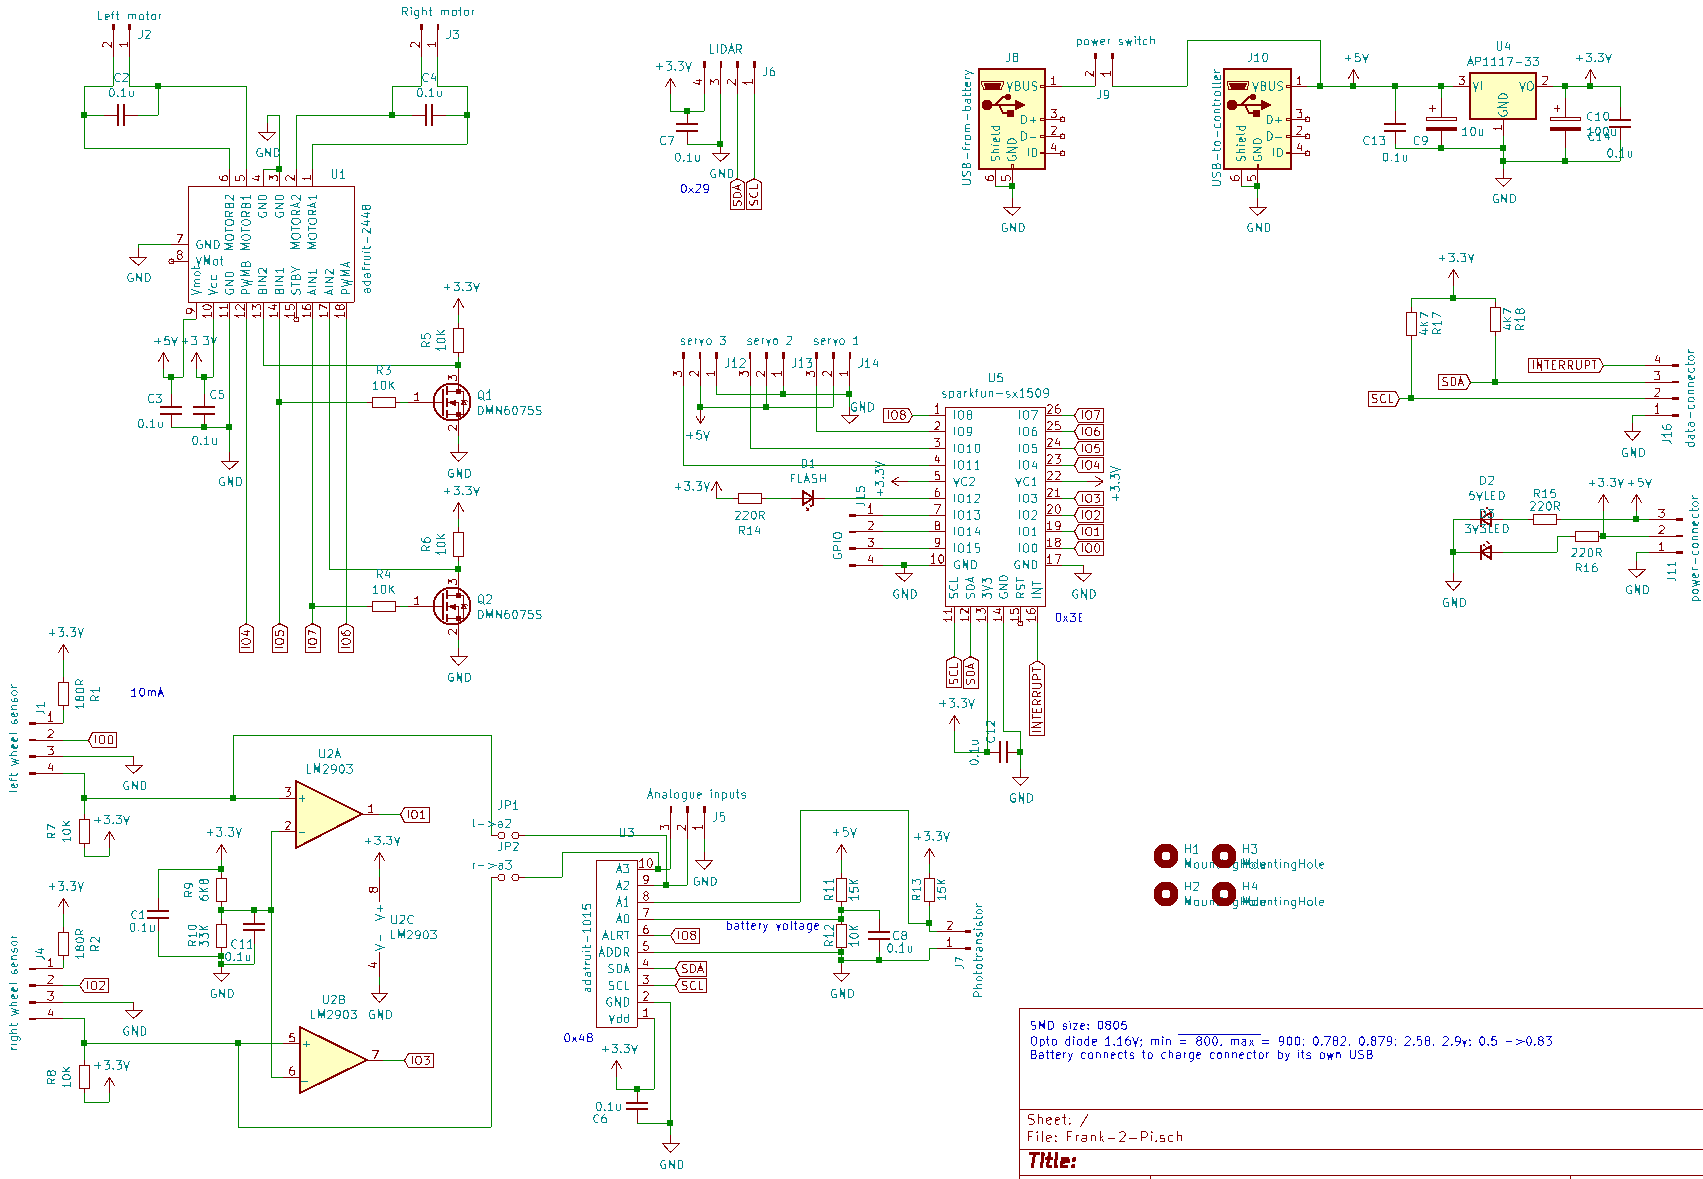 Left motor
J2
2
1
C2
0.1u
Right motor
J3
2
1
C4
0.1u
GND
U1
6
5
4
3
2
1
MOTORB2
MOTORB1
GND
GND
MOTORA2
MOTORA1
adafruit-2448
7
GND
8
VMot
GND
Vmot
Vcc
GND
PWMB
BIN2
BIN1
STBY
AIN1
AIN2
PWMA
9
10
11
12
13
14
15
16
17
18
+5V
+3.3V
C3
0.1u
C5
0.1u
GND
+3.3V
R5
10K
R3
10K
1
3
2
Q1
DMN6075S
GND
+3.3V
R6
10K
R4
10K
1
3
2
Q2
DMN6075S
GND
IO4
IO5
IO7
IO6
LIDAR
+3.3V
4
3
2
1
J6
C7
0.1u
GND
0x29
SDA
SCL
power switch
J8
VBUS
1
D+
3
D-
2
ID
4
Shield
GND
6
5
USB-from-battery
GND
2
1
J9
J10
VBUS
1
D+
3
D-
2
ID
4
Shield
GND
6
5
USB-to-controller
GND
+5V
U4
AP1117-33
3
VI
VO
2
GND
1
+3.3V
C13
0.1u
C9
10u
C10
100u
C14
0.1u
GND
+3.3V
4K7
R17
4K7
R18
INTERRUPT
SDA
SCL
4
3
2
1
GND
J16
data-connector
D2
5VLED
D3
3V3LED
R15
220R
+3.3V
+5V
220R
R16
3
2
1
GND
GND
J11
power-connector
servo 3
servo 2
servo 1
J12
J13
J14
3
2
1
3
2
1
3
2
1
+5V
GND
U5
sparkfun-sx1509
IO8
1
IO8
2
IO9
3
IO10
4
IO11
5
VC2
6
IO12
7
IO13
8
IO14
9
IO15
10
GND
IO7
26
IO7
IO6
25
IO6
IO5
24
IO5
IO4
23
IO4
VC1
22
+3.3V
IO3
21
IO3
IO2
20
IO2
IO1
19
IO1
IO0
18
IO0
GND
17
GND
+3.3V
D1
FLASH
+3.3V
220R
R14
J15
GPIO
1
2
3
4
GND
SCL
SDA
3V3
GND
RST
INT
11
12
13
14
15
16
0x3E
SCL
SDA
INTERRUPT
+3.3V
C12
0.1u
GND
+3.3V
180R
R1
10mA
J1
left wheel sensor
1
2
3
4
IO0
GND
R7
10K
+3.3V
U2A
LM2903
3
+
2
-
1
IO1
+3.3V
R9
6K8
C1
0.1u
R10
33K
C11
0.1u
GND
+3.3V
8
V+
V-
4
U2C
LM2903
GND
+3.3V
180R
R2
J4
right wheel sensor
1
2
3
4
IO2
GND
R8
10K
+3.3V
U2B
LM2903
5
+
6
-
7
IO3
JP1
l->a2
JP2
r->a3
Analogue inputs
3
2
1
J5
GND
U3
adafruit-1015
A3
10
A2
9
A1
8
A0
7
ALRT
6
IO8
ADDR
5
SDA
4
SDA
SCL
3
SCL
GND
2
Vdd
1
0x48
+3.3V
0.1u
C6
GND
+5V
R11
15K
battery voltage
R12
10K
C8
0.1u
GND
+3.3V
R13
15K
2
1
J7
Phototransistor
H1
MountingHole
H3
MountingHole
H2
MountingHole
H4
MountingHole
SMD size: 0805
Opto diode 1.16v; min = 800, max = 900; 0.782, 0.879; 2.58, 2.9v; 0.5 ->0.83
Battery connects to charge connector by its own USB
Sheet: /
File: Frank-2-Pi.sch
Title: